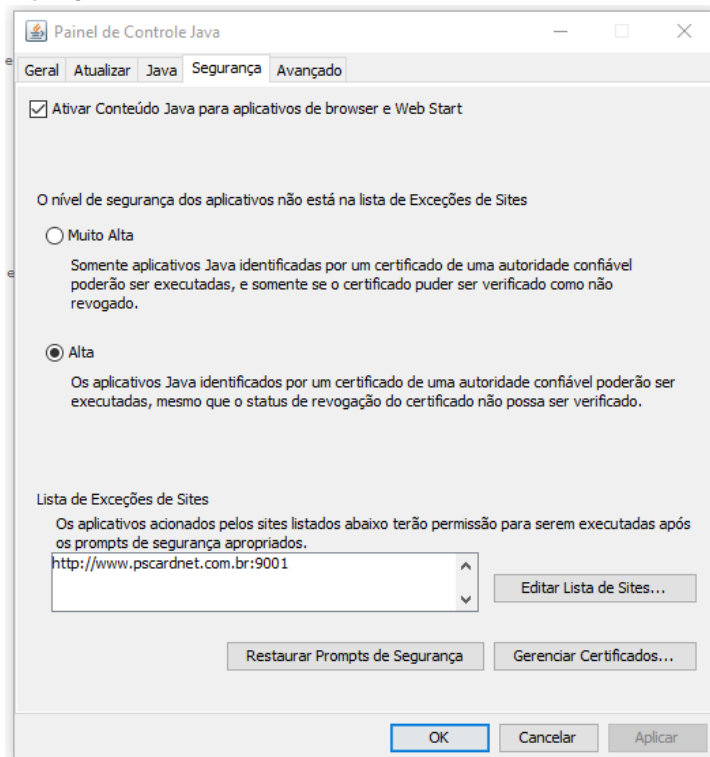 Painel de Controle Java
Geral Atualizar Java Segurança Avançado
Ativar Conteúdo Java para aplicativos de browser e Web Start
O nível de segurança dos aplicativos não está na lista de Exceções de Sites
Muito Alta
Somente aplicativos Java identificadas por um certificado de uma autoridade confiável
poderão ser executadas, e somente se o certificado puder ser verificado como não
revogado.
Alta
Os aplicativos Java identificados por um certificado de uma autoridade confiável poderão ser
executadas, mesmo que o status de revogação do certificado não possa ser verificado.
Lista de Exceções de Sites
Os aplicativos acionados pelos sites listados abaixo terão permissão para serem executadas após
os prompts de segurança apropriados.
http://www.pscardnet.com.br:9001
Editar Lista de Sites...
Restaurar Prompts de Segurança Gerenciar Certificados...
OK Cancelar Aplicar